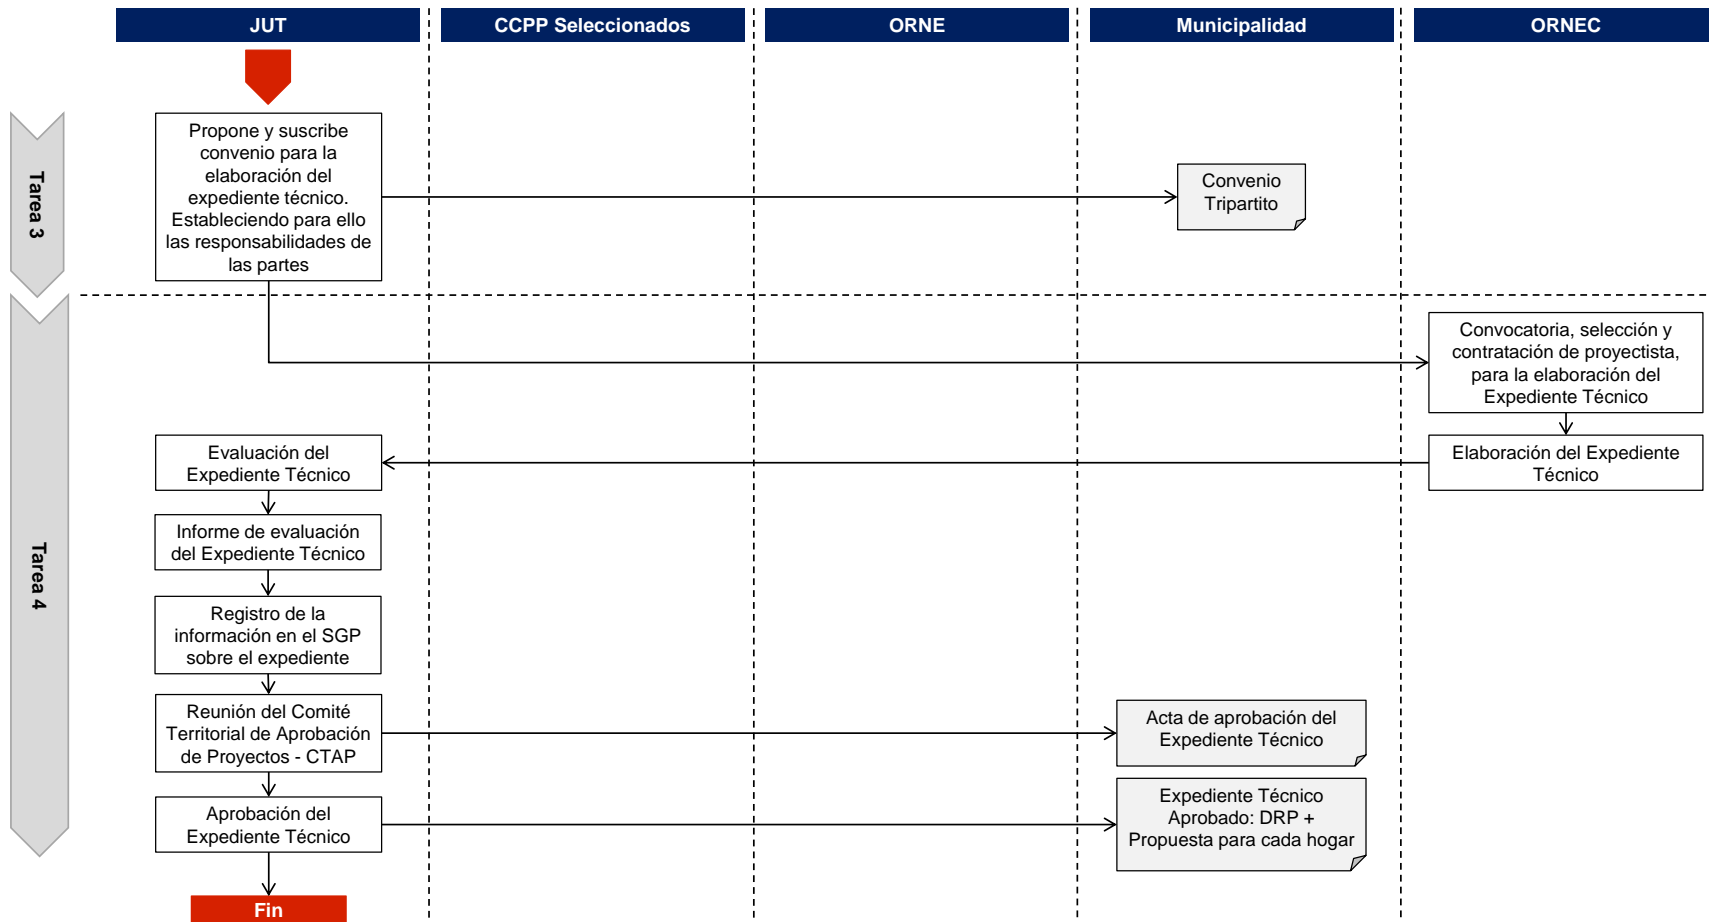 JUT
CCPP Seleccionados
ORNE
Municipalidad
ORNEC
Tarea 3
Propone y suscribe
convenio para la
elaboración del
expediente técnico.
Estableciendo para ello
las responsabilidades de
las partes
Convenio
Tripartito
Tarea 4
Convocatoria, selección y
contratación de proyectista,
para la elaboración del
Expediente Técnico
Evaluación del
Expediente Técnico
Elaboración del Expediente
Técnico
Informe de evaluación
del Expediente Técnico
Registro de la
información en el SGP
sobre el expediente
Reunión del Comité
Territorial de Aprobación
de Proyectos - CTAP
Acta de aprobación del
Expediente Técnico
Aprobación del
Expediente Técnico
Expediente Técnico
Aprobado: DRP +
Propuesta para cada hogar
Fin